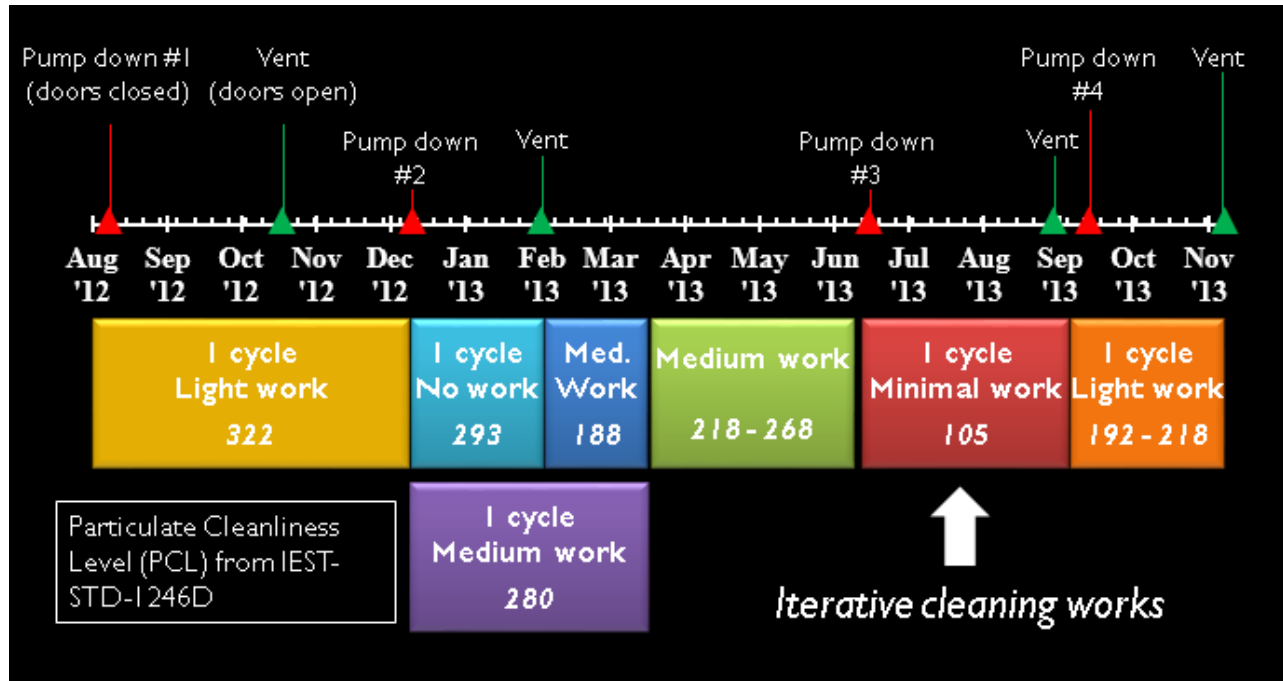 Pump down #1
(doors closed)
Vent
(doors open)
Pump down
#2
Vent
Pump down
#3
Vent
Pump down
#4
Vent
Aug Sep Oct Nov Dec Jan Feb Mar Apr May Jun Jul Aug Sep Oct Nov
'12 '12 '12 '12 '12 '13 '13 '13 '13 '13 '13 '13 '13 '13 '13 '13
1 cycle
Light work
322
1 cycle
No work
293
Med.
Work
188
Medium work
218-268
1 cycle
Minimal work
105
1 cycle
Light work
192-218
1 cycle
Medium work
280
Particulate Cleanliness
Level (PCL) from IEST-
STD-1246D
Iterative cleaning works